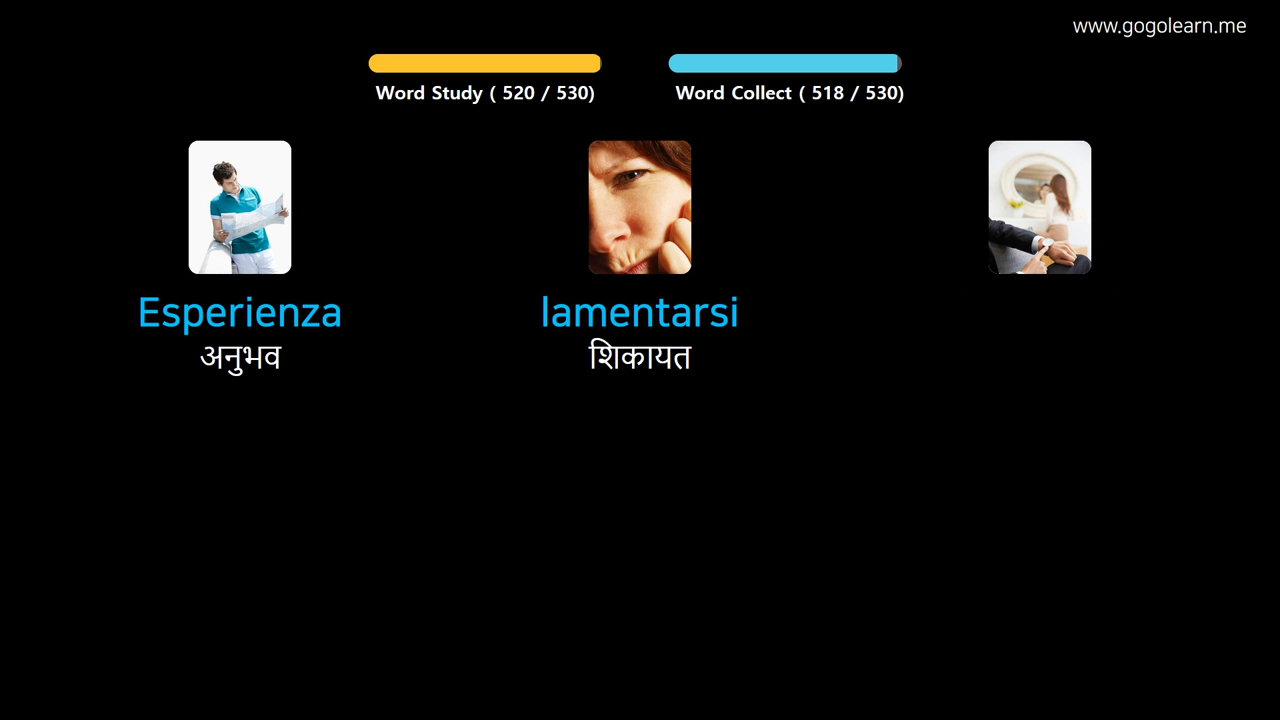 www.gogolearn.me
Word Study ( 520 / 530)
Word Collect ( 518 / 530)
Esperienza
lamentarsi
अनुभव
शिकायत